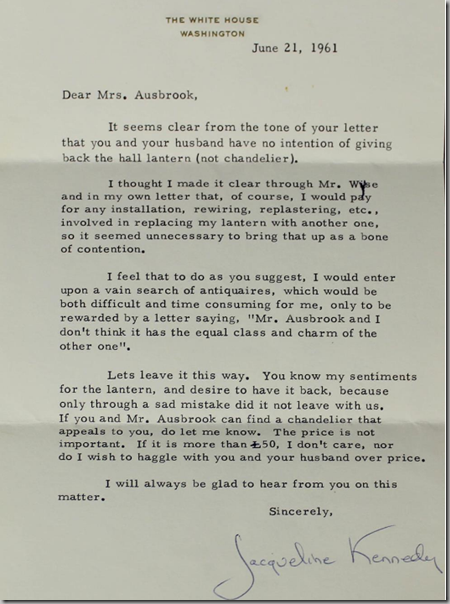 THE WHITE HOUSE
WASHINGTON
June 21, 1961
Dear Mrs. Ausbrook,
It seems clear from the tone of your letter
that you and your husband have no intention of giving
back the hall lantern (not chandelier).
I thought I made it clear through Mr. Wyse
and in my own letter that, of course, I would pay
for any installation, rewiring, replastering, etc.,
involved in replacing my lantern with another one,
so it seemed unnecessary to bring that up as a bone
of contention.
I feel that to do as you suggest, I would enter
upon a vain search of antiquaires, which would be
both difficult and time consuming for me, only to be
rewarded by a letter saying, "Mr. Ausbrook and I
don't think it has the equal class and charm of the
other one".
Lets leave it this way. You know my sentiments
for the lantern, and desire to have it back, because
only through a sad mistake did it not leave with us.
If you and Mr. Ausbrook can find a chandelier that
appeals to you, do let me know. The price is not
important. If it is more than £50, I don't care, nor
do I wish to haggle with you and your husband over price.
I will always be glad to hear from you on this
matter.
Sincerely,
Jacqueline Kennedy